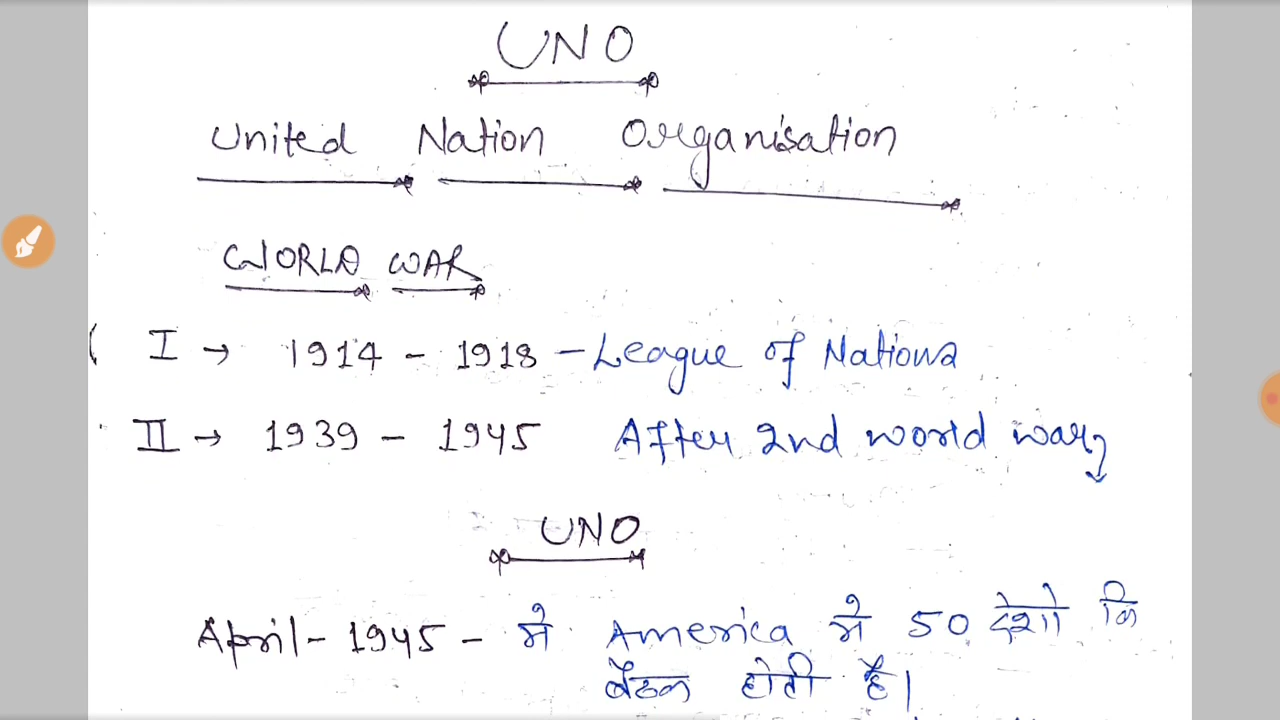 UNO
United Nation Organisation
WORLD WAR
( I → 1914 - 1918 - League of Nations
II → 1939 - 1945 After 2nd world war,
UNO
April - 1945 - मे America मे 50 देशो कि
बैठक होती है।